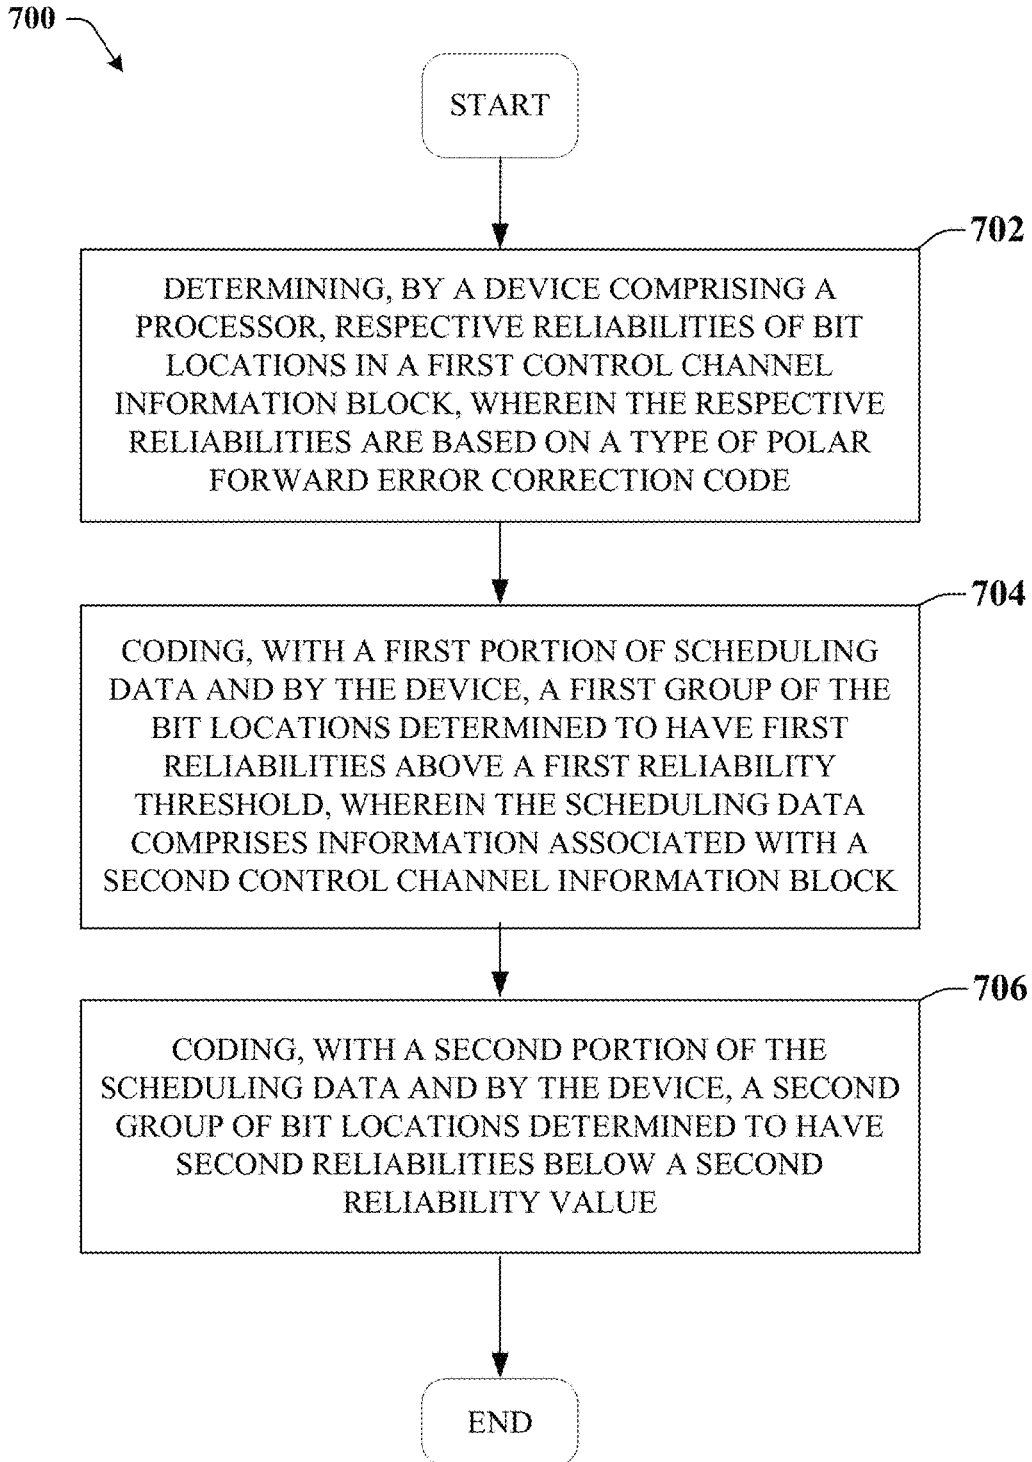 700
START
702
DETERMINING, BY A DEVICE COMPRISING A
PROCESSOR, RESPECTIVE RELIABILITIES OF BIT
LOCATIONS IN A FIRST CONTROL CHANNEL
INFORMATION BLOCK, WHEREIN THE RESPECTIVE
RELIABILITIES ARE BASED ON A TYPE OF POLAR
FORWARD ERROR CORRECTION CODE
704
CODING, WITH A FIRST PORTION OF SCHEDULING
DATA AND BY THE DEVICE, A FIRST GROUP OF THE
BIT LOCATIONS DETERMINED TO HAVE FIRST
RELIABILITIES ABOVE A FIRST RELIABILITY
THRESHOLD, WHEREIN THE SCHEDULING DATA
COMPRISES INFORMATION ASSOCIATED WITH A
SECOND CONTROL CHANNEL INFORMATION BLOCK
706
CODING, WITH A SECOND PORTION OF THE
SCHEDULING DATA AND BY THE DEVICE, A SECOND
GROUP OF BIT LOCATIONS DETERMINED TO HAVE
SECOND RELIABILITIES BELOW A SECOND
RELIABILITY VALUE
END